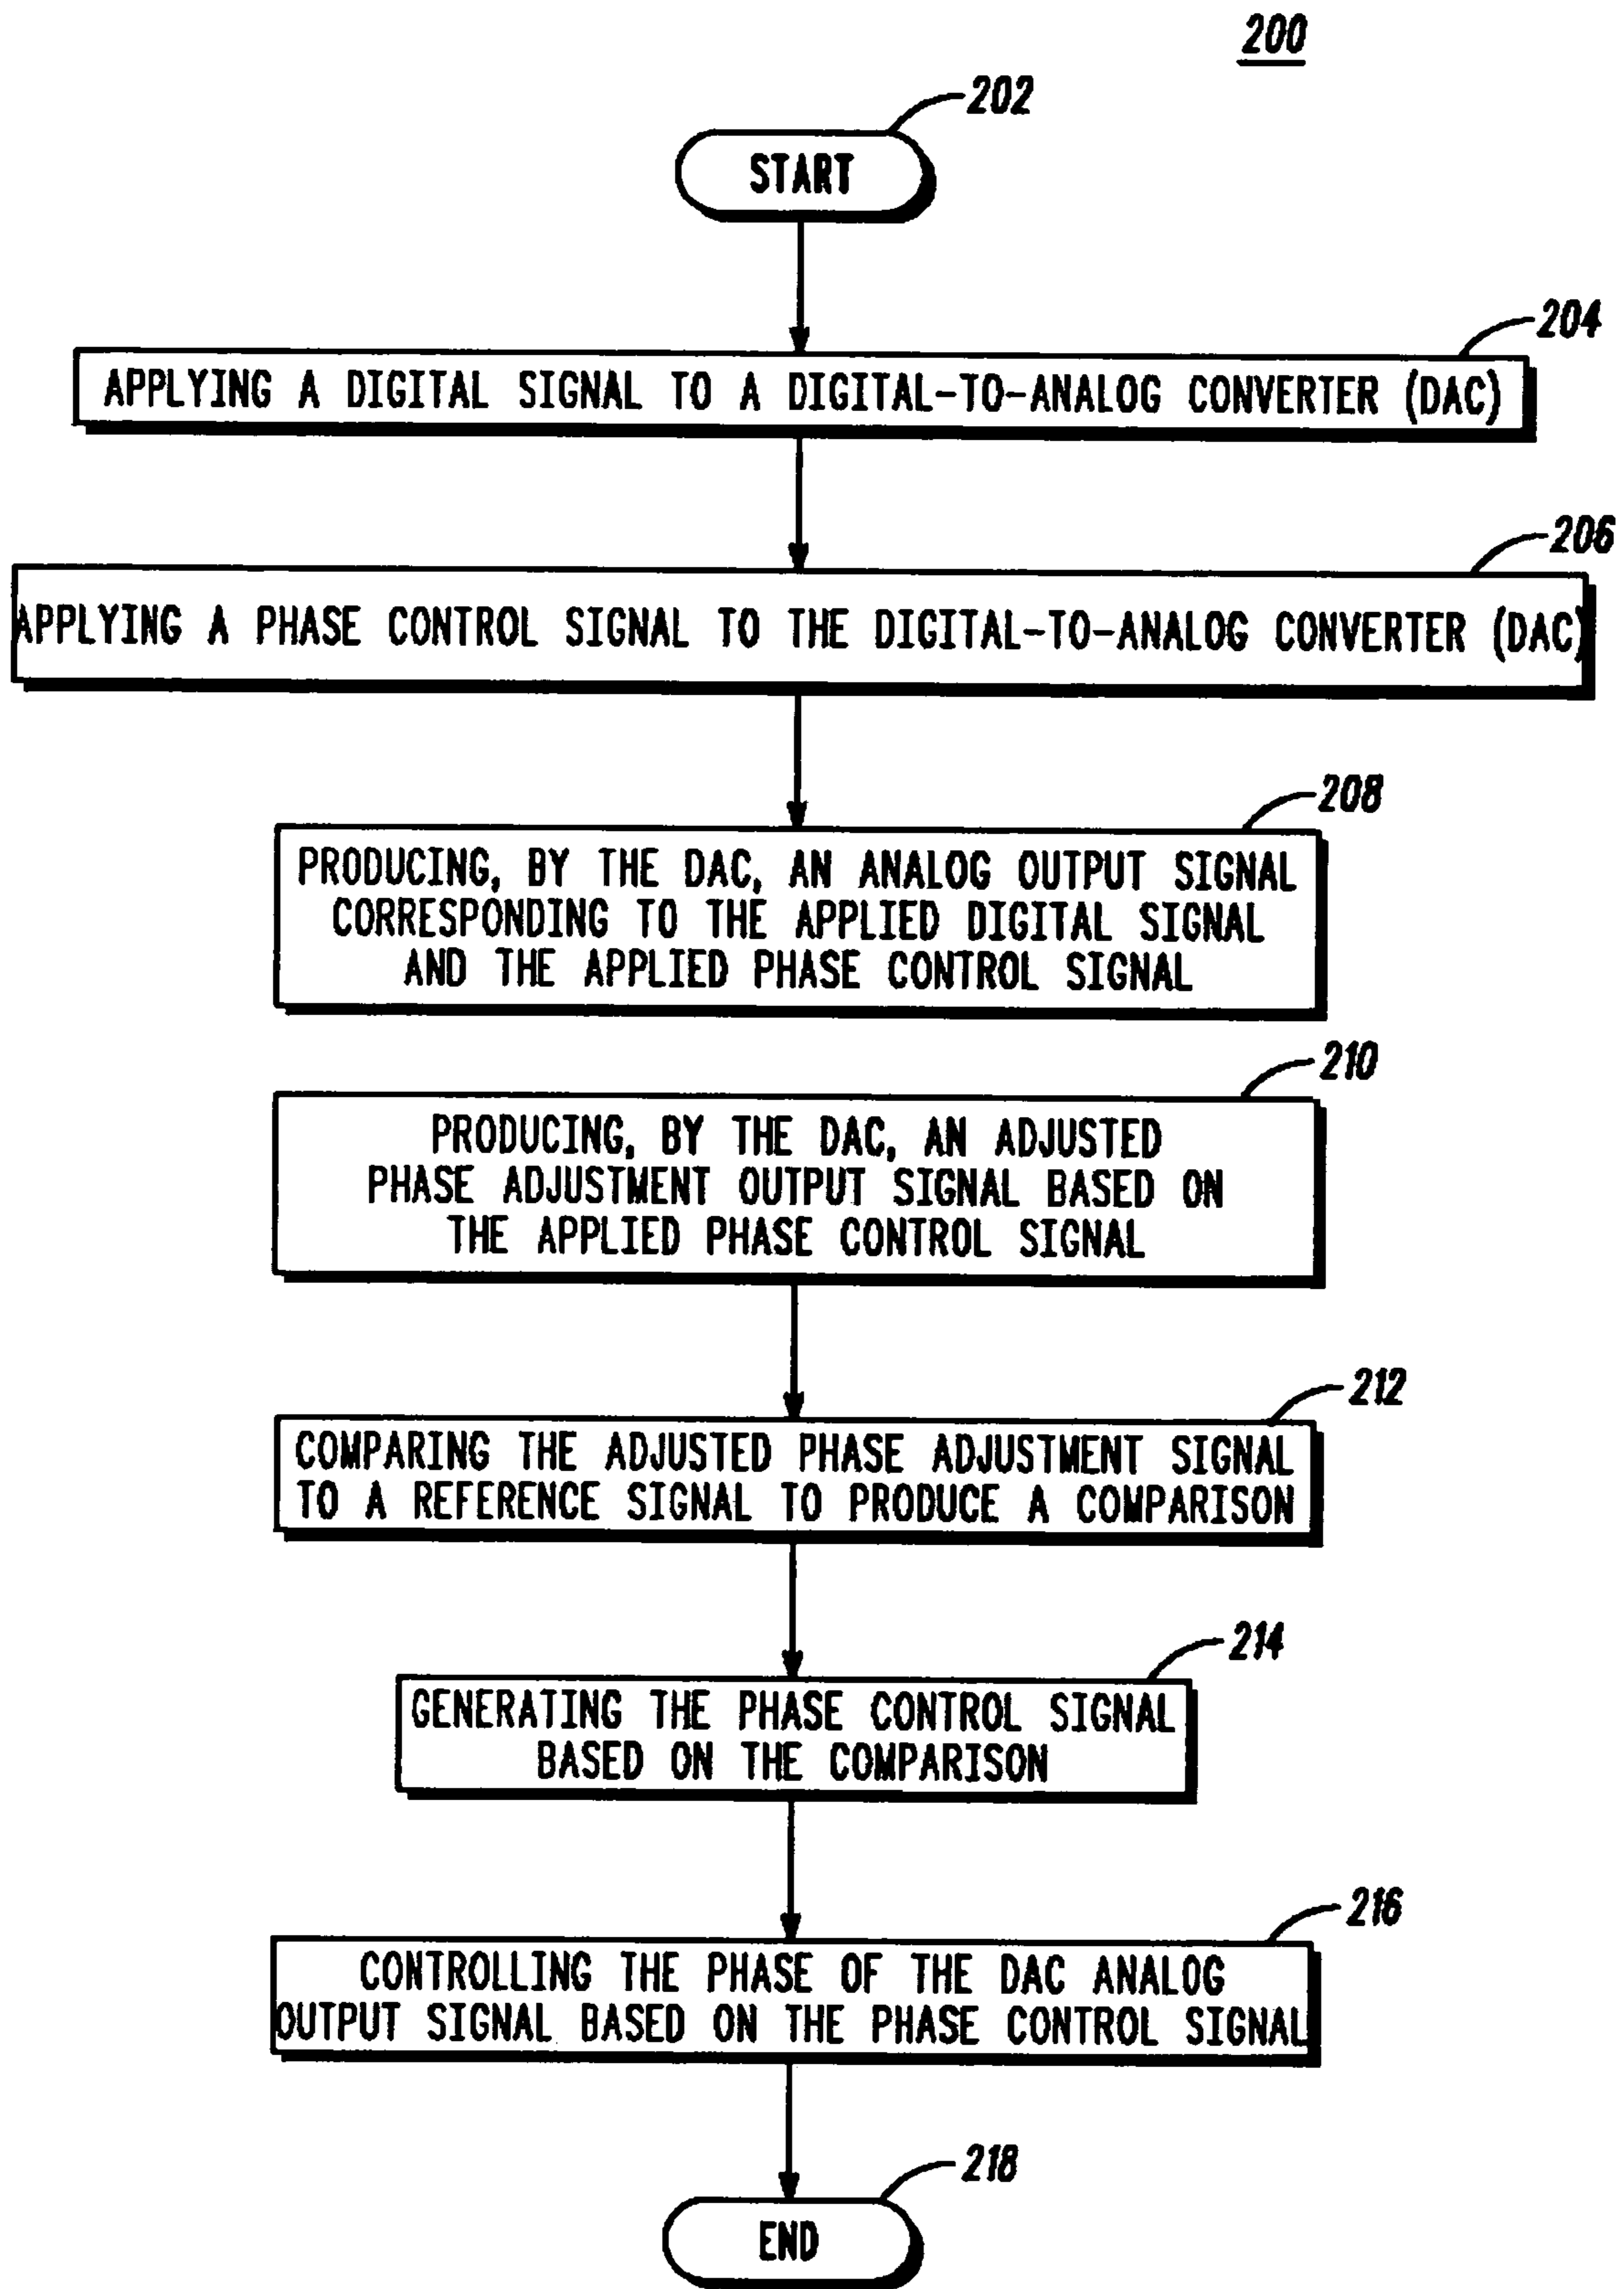 200
202
START
204
APPLYING A DIGITAL SIGNAL TO A DIGITAL-TO-ANALOG CONVERTER (DAC)
206
APPLYING A PHASE CONTROL SIGNAL TO THE DIGITAL-TO-ANALOG CONVERTER (DAC)
208
PRODUCING, BY THE DAC, AN ANALOG OUTPUT SIGNAL
CORRESPONDING TO THE APPLIED DIGITAL SIGNAL
AND THE APPLIED PHASE CONTROL SIGNAL
210
PRODUCING, BY THE DAC, AN ADJUSTED
PHASE ADJUSTMENT OUTPUT SIGNAL BASED ON
THE APPLIED PHASE CONTROL SIGNAL
212
COMPARING THE ADJUSTED PHASE ADJUSTMENT SIGNAL
TO A REFERENCE SIGNAL TO PRODUCE A COMPARISON
214
GENERATING THE PHASE CONTROL SIGNAL
BASED ON THE COMPARISON
216
CONTROLLING THE PHASE OF THE DAC ANALOG
OUTPUT SIGNAL BASED ON THE PHASE CONTROL SIGNAL
218
END